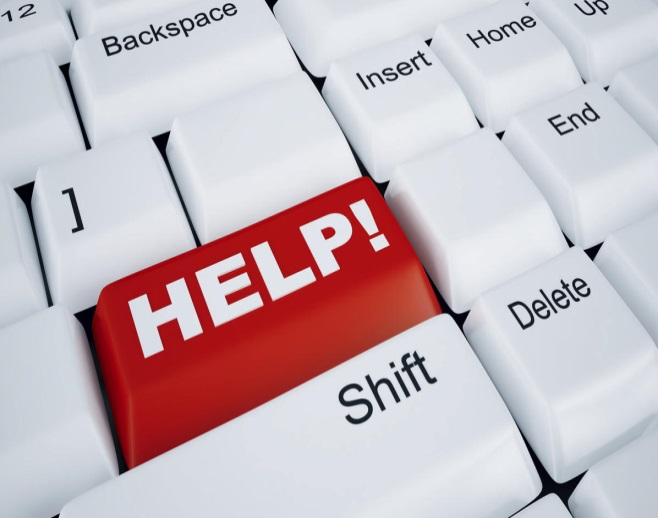 12
Backspace
Insert
Home
Up
]
End
HELP!
Delete
Shift